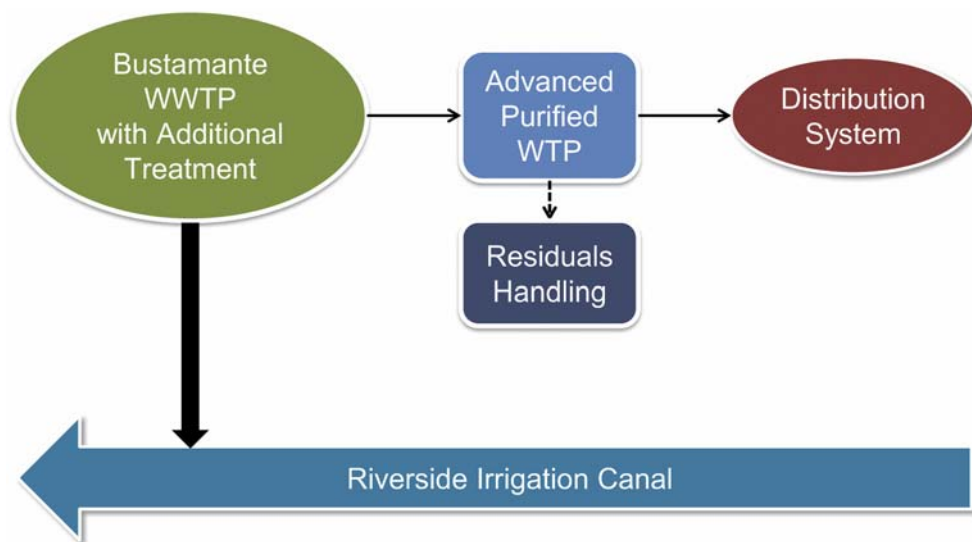 Bustamante
WWTP
with Additional
Treatment
Advanced
Purified
WTP
Distribution
System
Residuals
Handling
Riverside Irrigation Canal